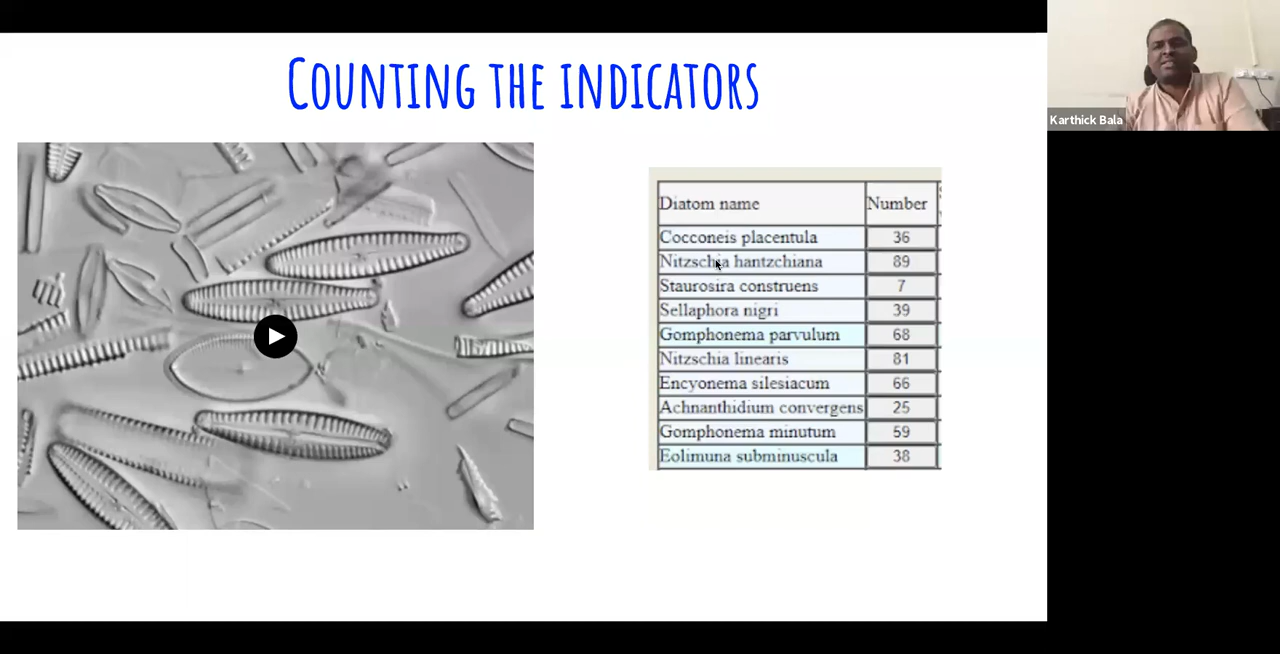 COUNTING THE INDICATORS
Karthick Bala
Diatom name Number
Cocconeis placentula 36
Nitzschia hantzchiana 89
Staurosira construens 7
Sellaphora nigri 39
Gomphonema parvulum 68
Nitzschia linearis 81
Encyonema silesiacum 66
Achnanthidium convergens 25
Gomphonema minutum 59
Eolimuna subminuscula 38